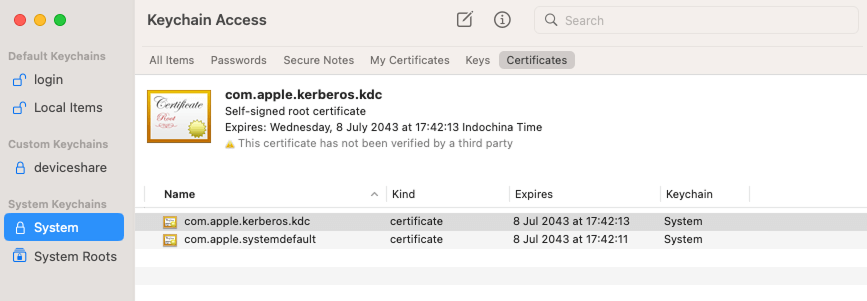 Keychain Access
Search
Default Keychains
login
Local Items
Custom Keychains
deviceshare
System Keychains
System
System Roots
All Items Passwords Secure Notes My Certificates Keys Certificates
Certificate
Root
com.apple.kerberos.kdc
Self-signed root certificate
Expires: Wednesday, 8 July 2043 at 17:42:13 Indochina Time
This certificate has not been verified by a third party
Name Kind Expires Keychain
com.apple.kerberos.kdc certificate 8 Jul 2043 at 17:42:13 System
com.apple.systemdefault certificate 8 Jul 2043 at 17:42:11 System